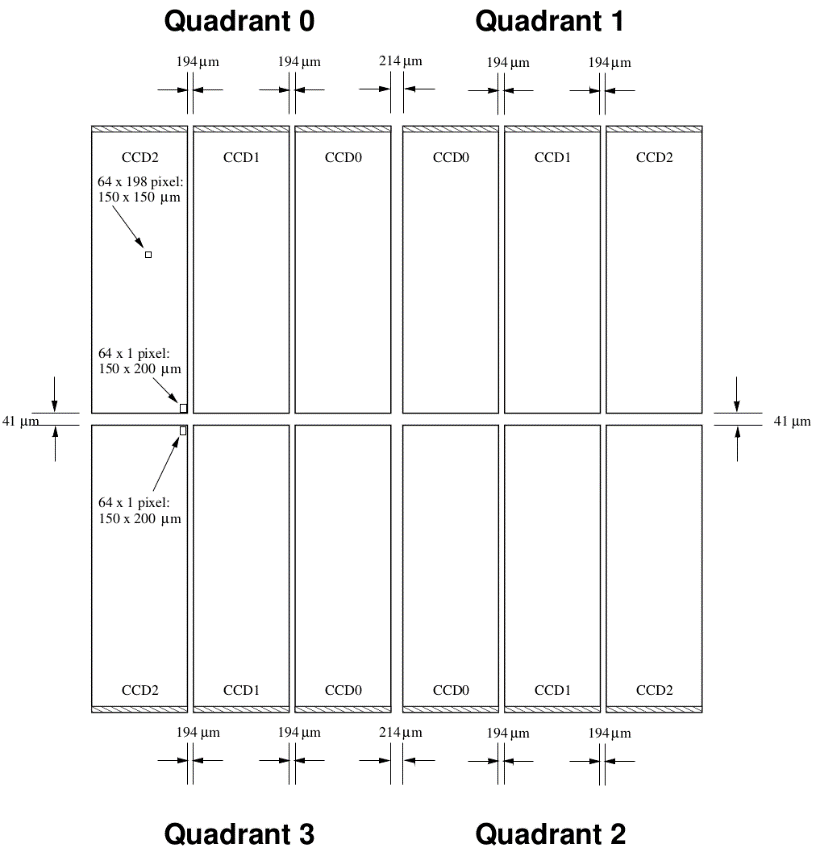 Quadrant 0 Quadrant 1
194 µm 194 µm 214 µm 194 µm 194 µm
CCD2 CCD1 CCD0 CCD0 CCD1 CCD2
64 x 198 pixel:
150 x 150 µm
64 x 1 pixel:
150 x 200 µm
41 µm 41 µm
64 x 1 pixel:
150 x 200 µm
CCD2 CCD1 CCD0 CCD0 CCD1 CCD2
194 µm 194 µm 214 µm 194 µm 194 µm
Quadrant 3 Quadrant 2